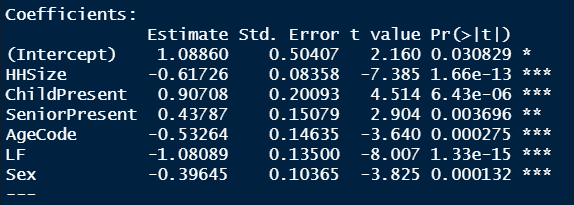 Coefficients:
Estimate Std. Error t value Pr(>|t|)
(Intercept) 1.08860 0.50407 2.160 0.030829 *
HHSize -0.61726 0.08358 -7.385 1.66e-13 ***
ChildPresent 0.90708 0.20093 4.514 6.43e-06 ***
SeniorPresent 0.43787 0.15079 2.904 0.003696 **
AgeCode -0.53264 0.14635 -3.640 0.000275 ***
LF -1.08089 0.13500 -8.007 1.33e-15 ***
Sex -0.39645 0.10365 -3.825 0.000132 ***
---